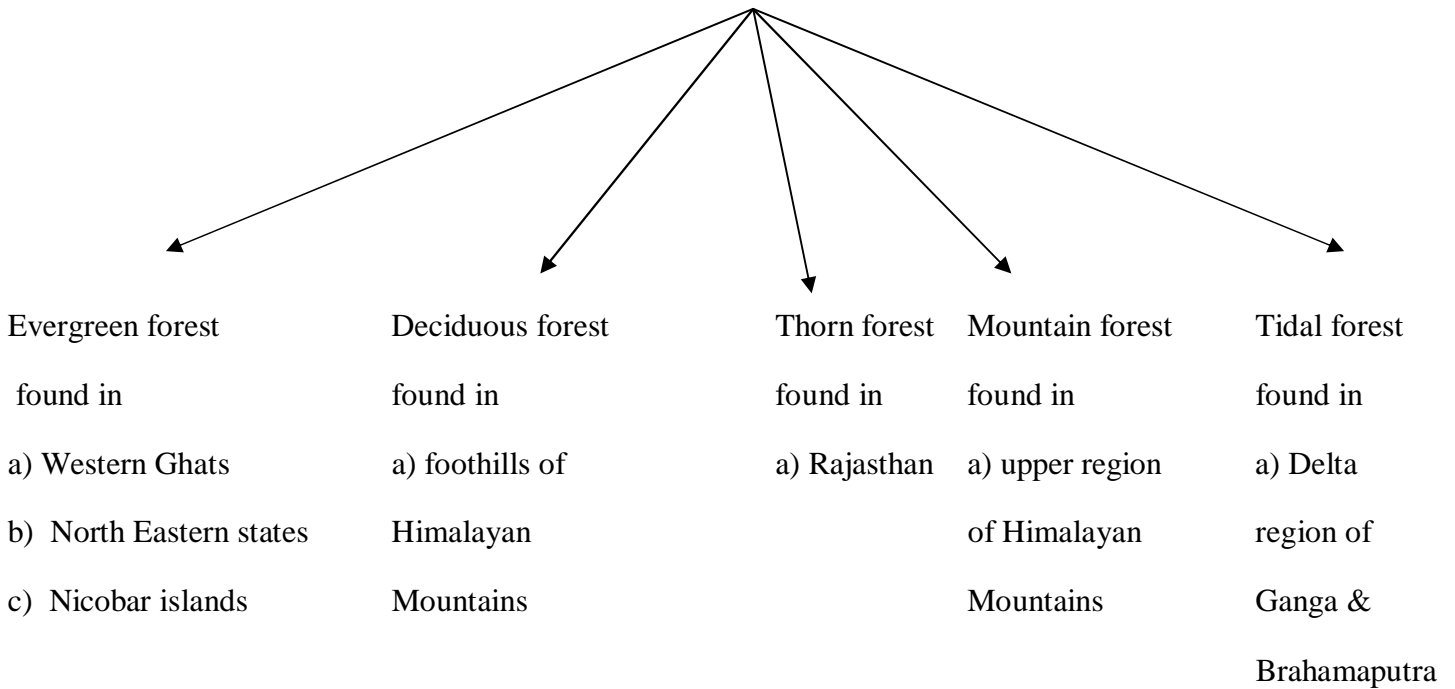 Evergreen forest
found in
a) Western Ghats
b) North Eastern states
c) Nicobar islands
Deciduous forest
found in
a) foothills of
Himalayan
Mountains
Thorn forest
found in
a) Rajasthan
Mountain forest
found in
a) upper region
of Himalayan
Mountains
Tidal forest
found in
a) Delta
region of
Ganga &
Brahamaputra